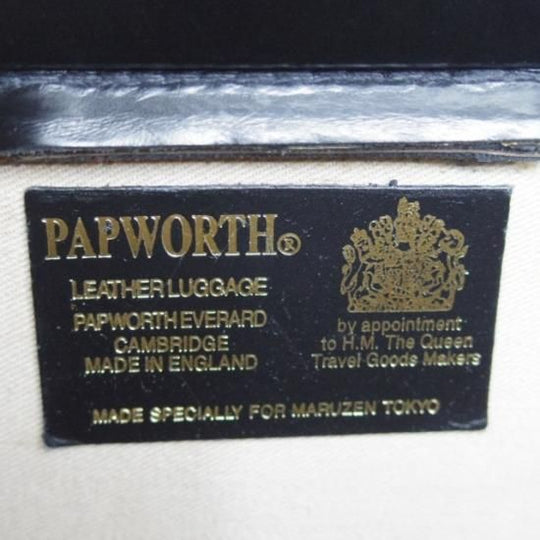 PAPWORTH®
LEATHER LUGGAGE
PAPWORTH EVERARD
CAMBRIDGE
MADE IN ENGLAND
by appointment
to H.M. The Queen
Travel Goods Makers
MADE SPECIALLY FOR MARUZEN TOKYO